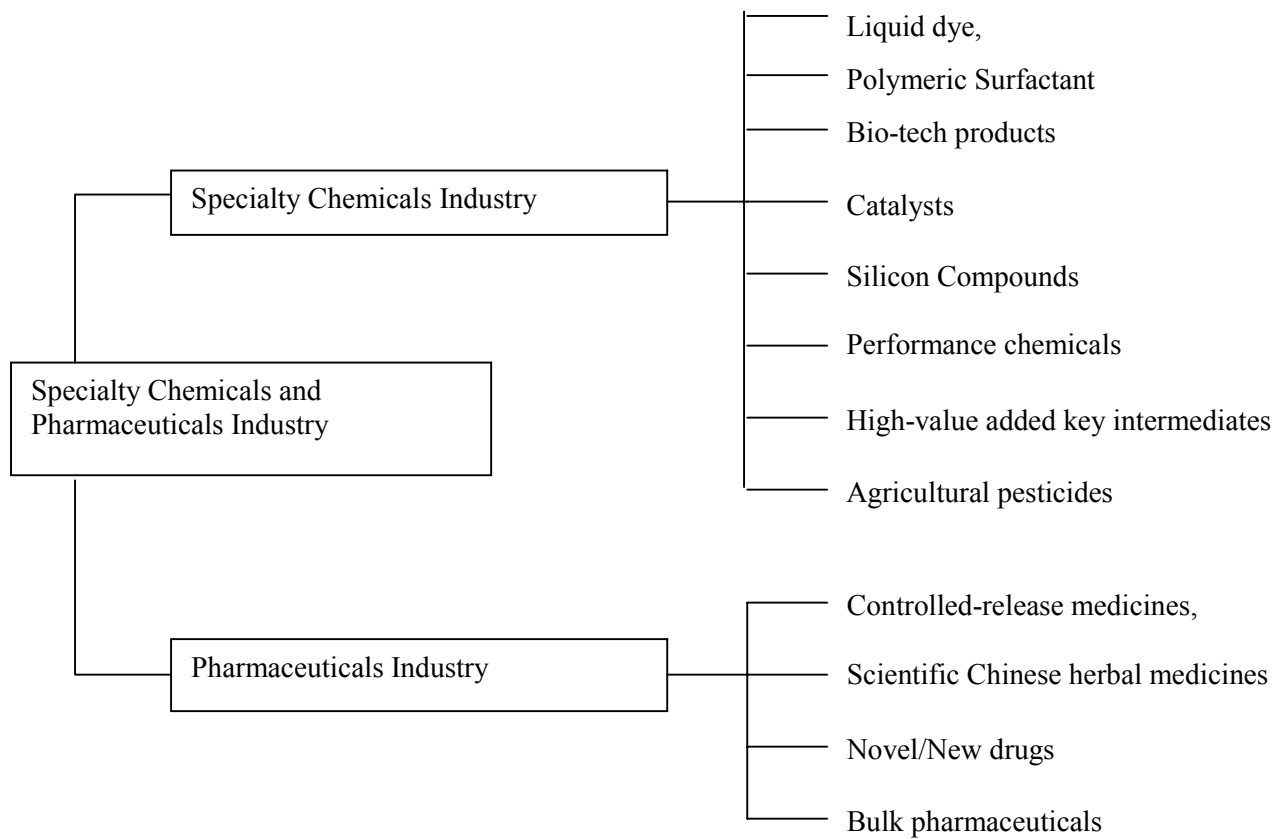 Liquid dye,
Polymeric Surfactant
Bio-tech products
Specialty Chemicals Industry
Catalysts
Silicon Compounds
Performance chemicals
Specialty Chemicals and
Pharmaceuticals Industry
High-value added key intermediates
Agricultural pesticides
Controlled-release medicines,
Pharmaceuticals Industry
Scientific Chinese herbal medicines
Novel/New drugs
Bulk pharmaceuticals